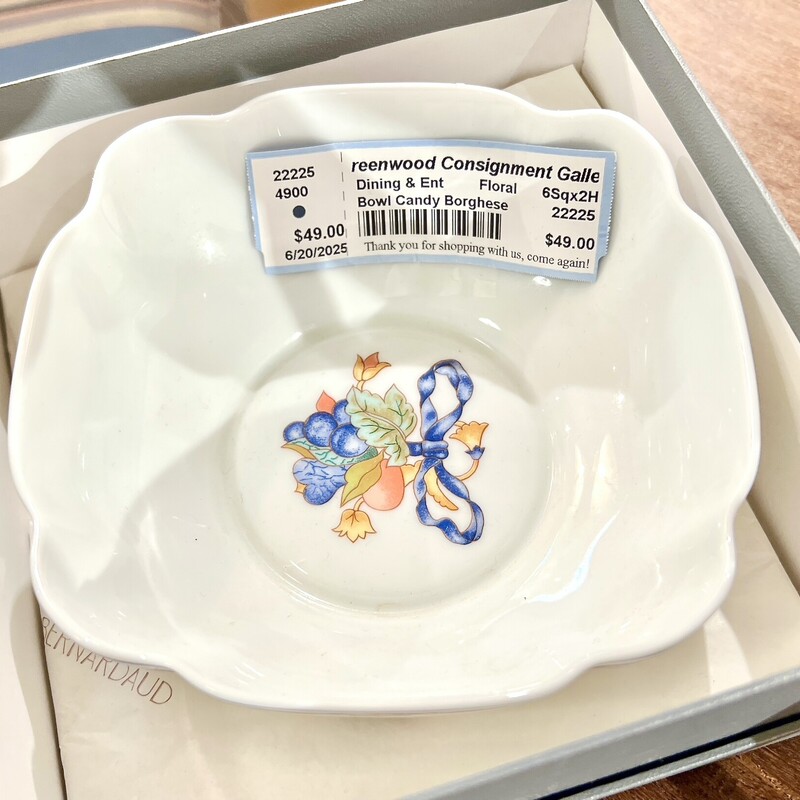 22225
4900
$49.00
6/20/2025
reenwood Consignment Galle
Dining & Ent Floral 6Sqx2H
Bowl Candy Borghese 22225
$49.00
Thank you for shopping with us, come again!
BERNARDAUD